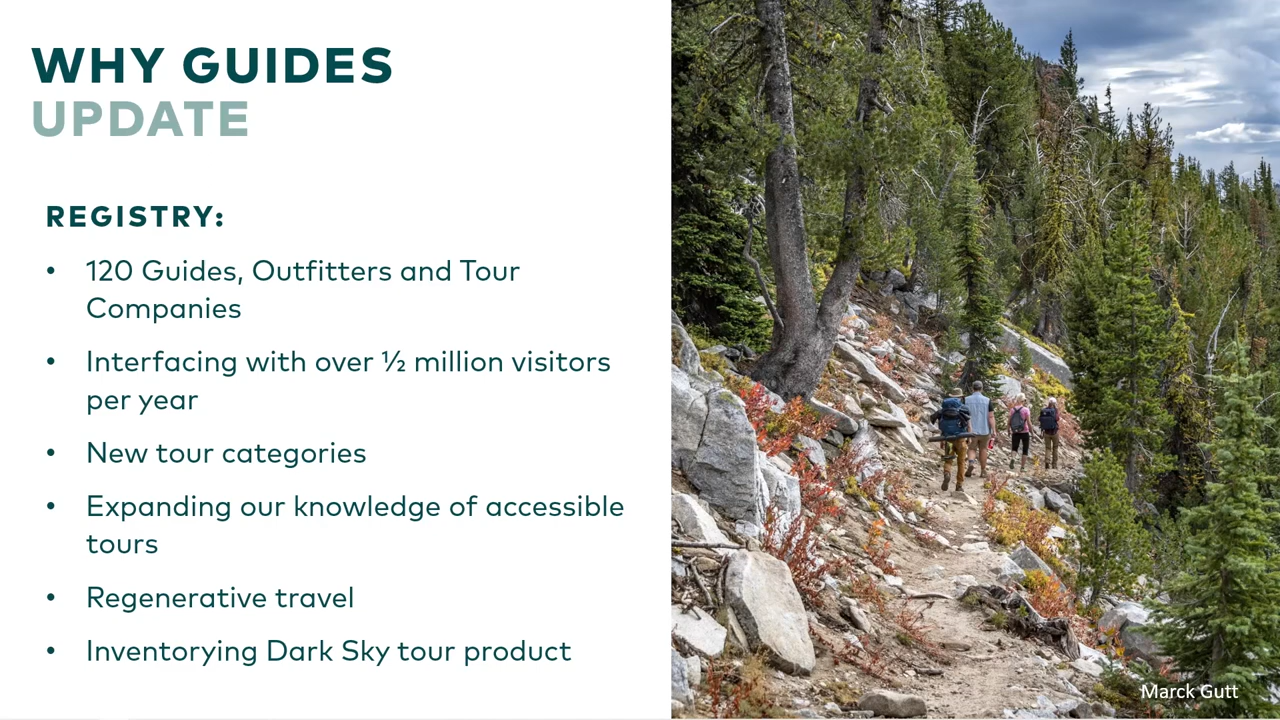 WHY GUIDES
UPDATE
REGISTRY:
• 120 Guides, Outfitters and Tour
Companies
• Interfacing with over ½ million visitors
per year
• New tour categories
• Expanding our knowledge of accessible
tours
• Regenerative travel
• Inventorying Dark Sky tour product
Marck Gutt